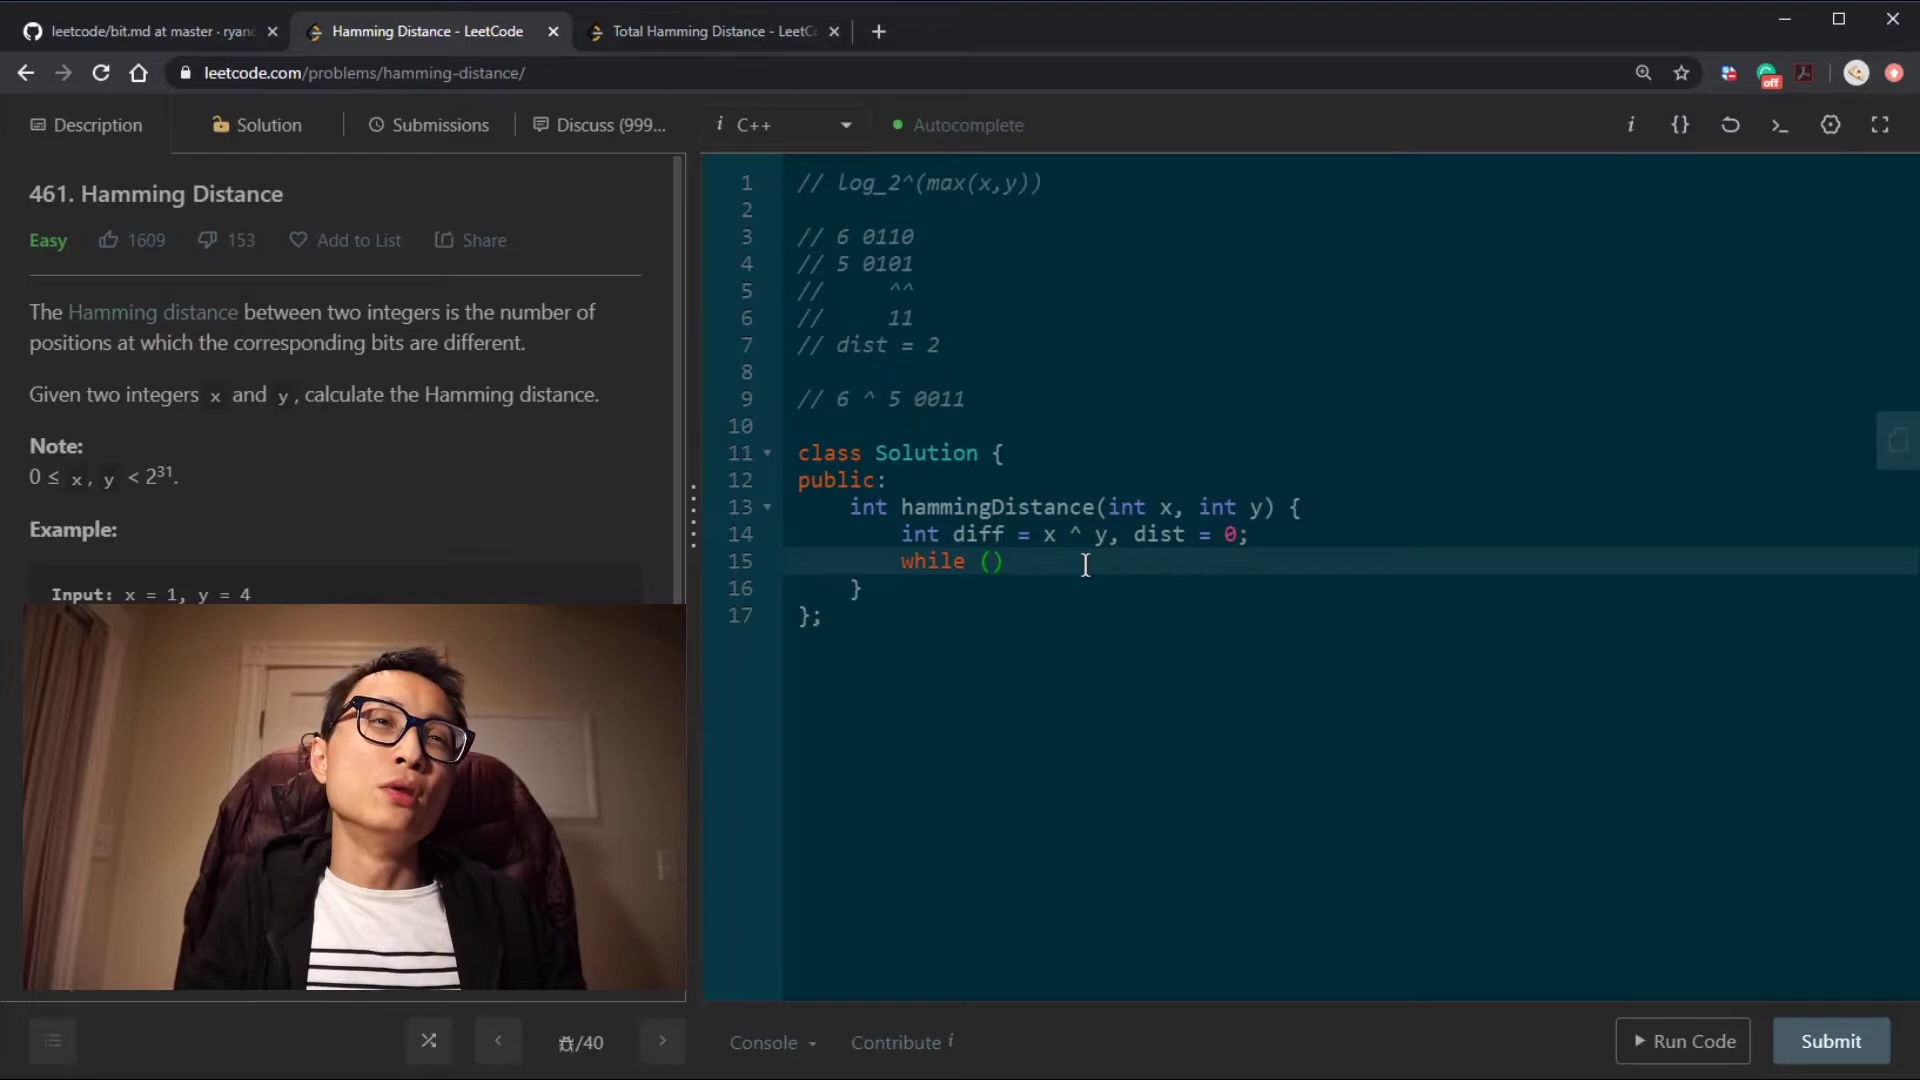 leetcode/bit.md at master · ryan
Hamming Distance - LeetCode
Total Hamming Distance - LeetC
leetcode.com/problems/hamming-distance/
off
Description
Solution
Submissions
Discuss (999...
461. Hamming Distance
Easy
1609
153
Add to List
Share
The Hamming distance between two integers is the number of
positions at which the corresponding bits are different.
Given two integers x and y, calculate the Hamming distance.
Note:
0 ≤ x, y < 2³¹.
Example:
Input: x = 1, y = 4
i C++
Autocomplete
i {}
1 // log_2^(max(x,y))
2
3 // 6 0110
4 // 5 0101
5 //     ^^
6 //     11
7 // dist = 2
8
9 // 6 ^ 5 0011
10
11 class Solution {
12 public:
13     int hammingDistance(int x, int y) {
14         int diff = x ^ y, dist = 0;
15         while ()
16     }
17 };
/40
Console
Contribute i
Run Code
Submit